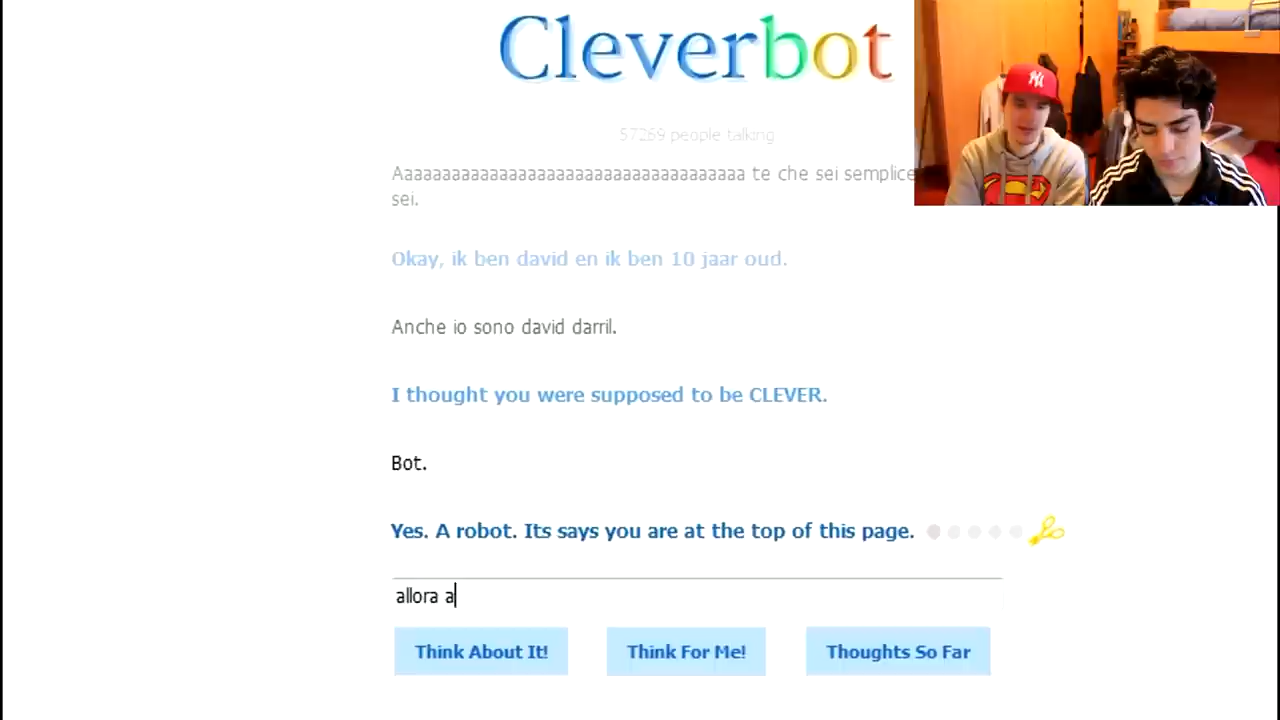 Cleverbot
57269 people talking
Aaaaaaaaaaaaaaaaaaaaaaaaaaaaaaaaaaaa te che sei semplice
sei.
Okay, ik ben david en ik ben 10 jaar oud.
Anche io sono david darril.
I thought you were supposed to be CLEVER.
Bot.
Yes. A robot. Its says you are at the top of this page.
allora a
Think About It! Think For Me! Thoughts So Far